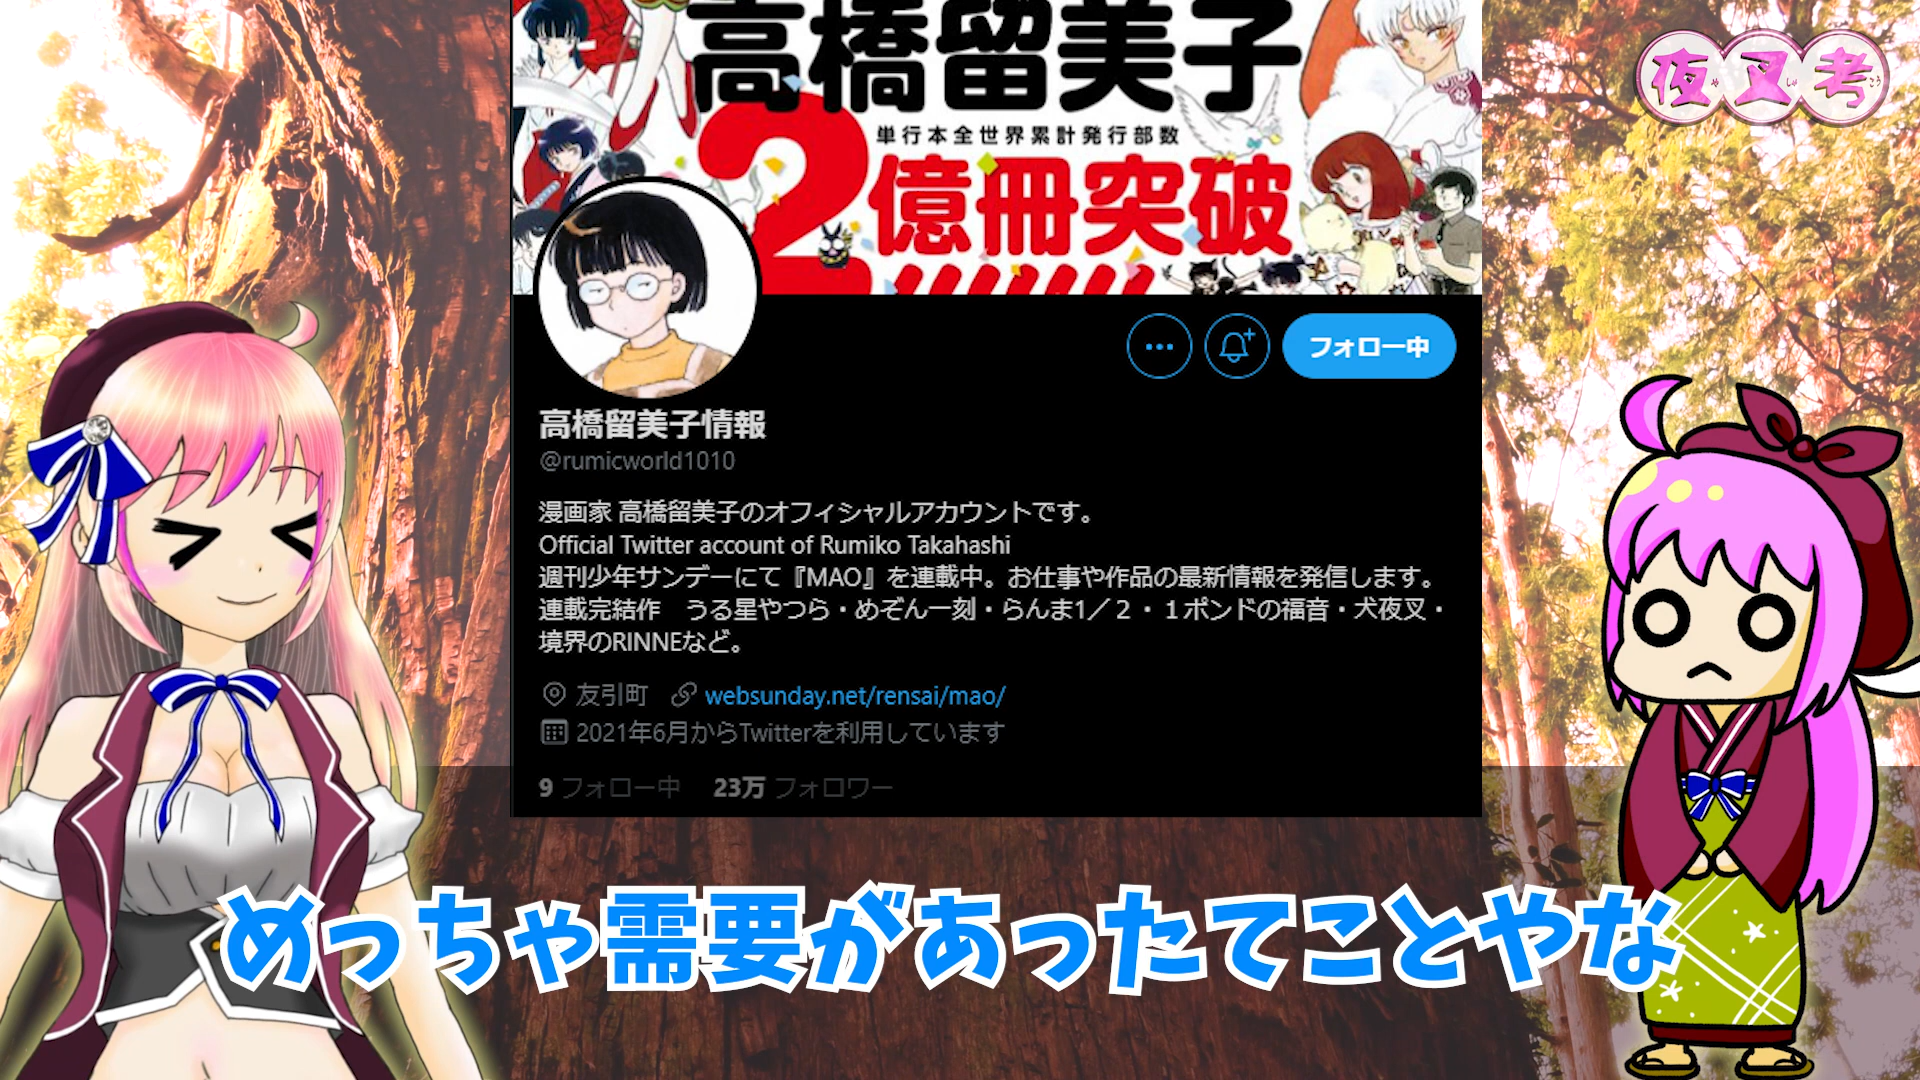 高橋留美子
単行本全世界累計発行部数
2億冊突破
!!!!!!!!
夜叉考
や しゃ こう
フォロー中
高橋留美子情報
@rumicworld1010
漫画家 高橋留美子のオフィシャルアカウントです。
Official Twitter account of Rumiko Takahashi
週刊少年サンデーにて『MAO』を連載中。お仕事や作品の最新情報を発信します。
連載完結作　うる星やつら・めぞん一刻・らんま1／２・１ポンドの福音・犬夜叉・
境界のRINNEなど。
友引町 websunday.net/rensai/mao/
2021年6月からTwitterを利用しています
9 フォロー中 23万 フォロワー
めっちゃ需要があったてことやな